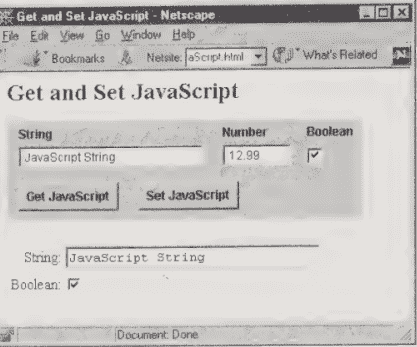 Get and Set JavaScript - Netscape
File Edit View Go Window Help
Bookmarks Netsite: aScript.html What's Related
Get and Set JavaScript
String Number Boolean
JavaScript String 12.99
Get JavaScript Set JavaScript
String: JavaScript String
Boolean:
Document: Done